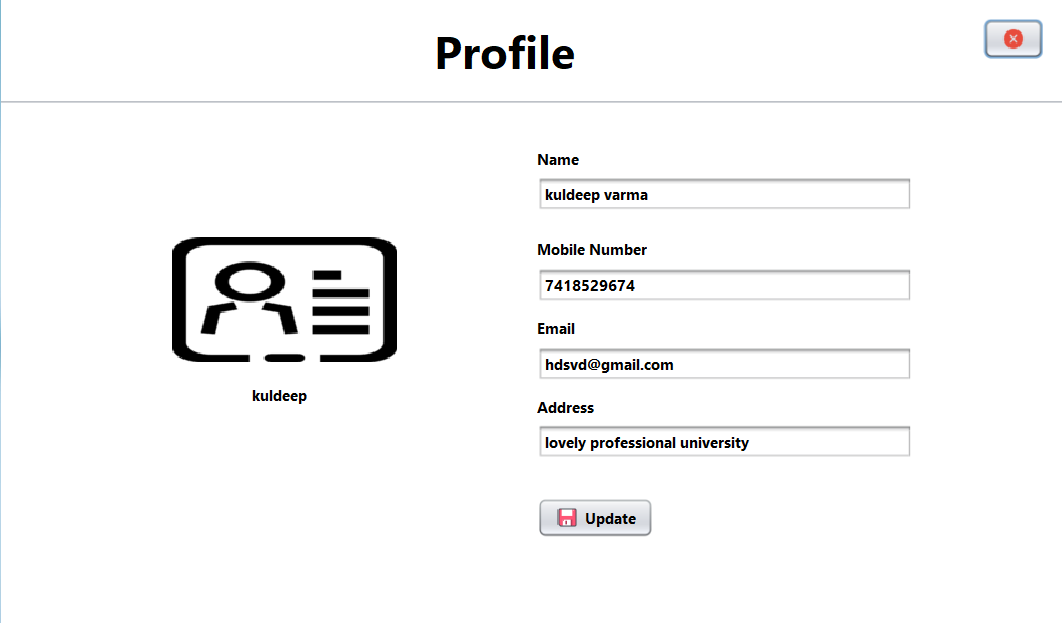 Profile
Name
kuldeep varma
Mobile Number
7418529674
Email
hdsvd@gmail.com
Address
lovely professional university
Update
kuldeep